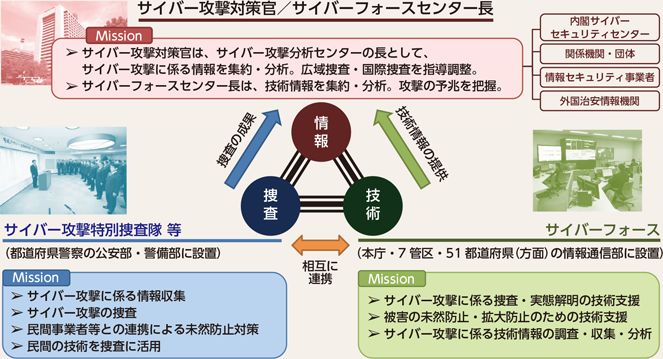 サイバー攻撃対策官／サイバーフォースセンター長
Mission
➢ サイバー攻撃対策官は、サイバー攻撃分析センターの長として、
サイバー攻撃に係る情報を集約・分析。広域捜査・国際捜査を指導調整。
➢ サイバーフォースセンター長は、技術情報を集約・分析。攻撃の予兆を把握。
内閣サイバー
セキュリティセンター
関係機関・団体
情報セキュリティ事業者
外国治安情報機関
捜査の成果
情報
技術情報の提供
捜査
技術
サイバー攻撃特別捜査隊 等
（都道府県警察の公安部・警備部に設置）
相互に
連携
サイバーフォース
（本庁・7 管区・51 都道府県（方面）の情報通信部に設置）
Mission
➢ サイバー攻撃に係る情報収集
➢ サイバー攻撃の捜査
➢ 民間事業者等との連携による未然防止対策
➢ 民間の技術を捜査に活用
Mission
➢ サイバー攻撃に係る捜査・実態解明の技術支援
➢ 被害の未然防止・拡大防止のための技術支援
➢ サイバー攻撃に係る技術情報の調査・収集・分析